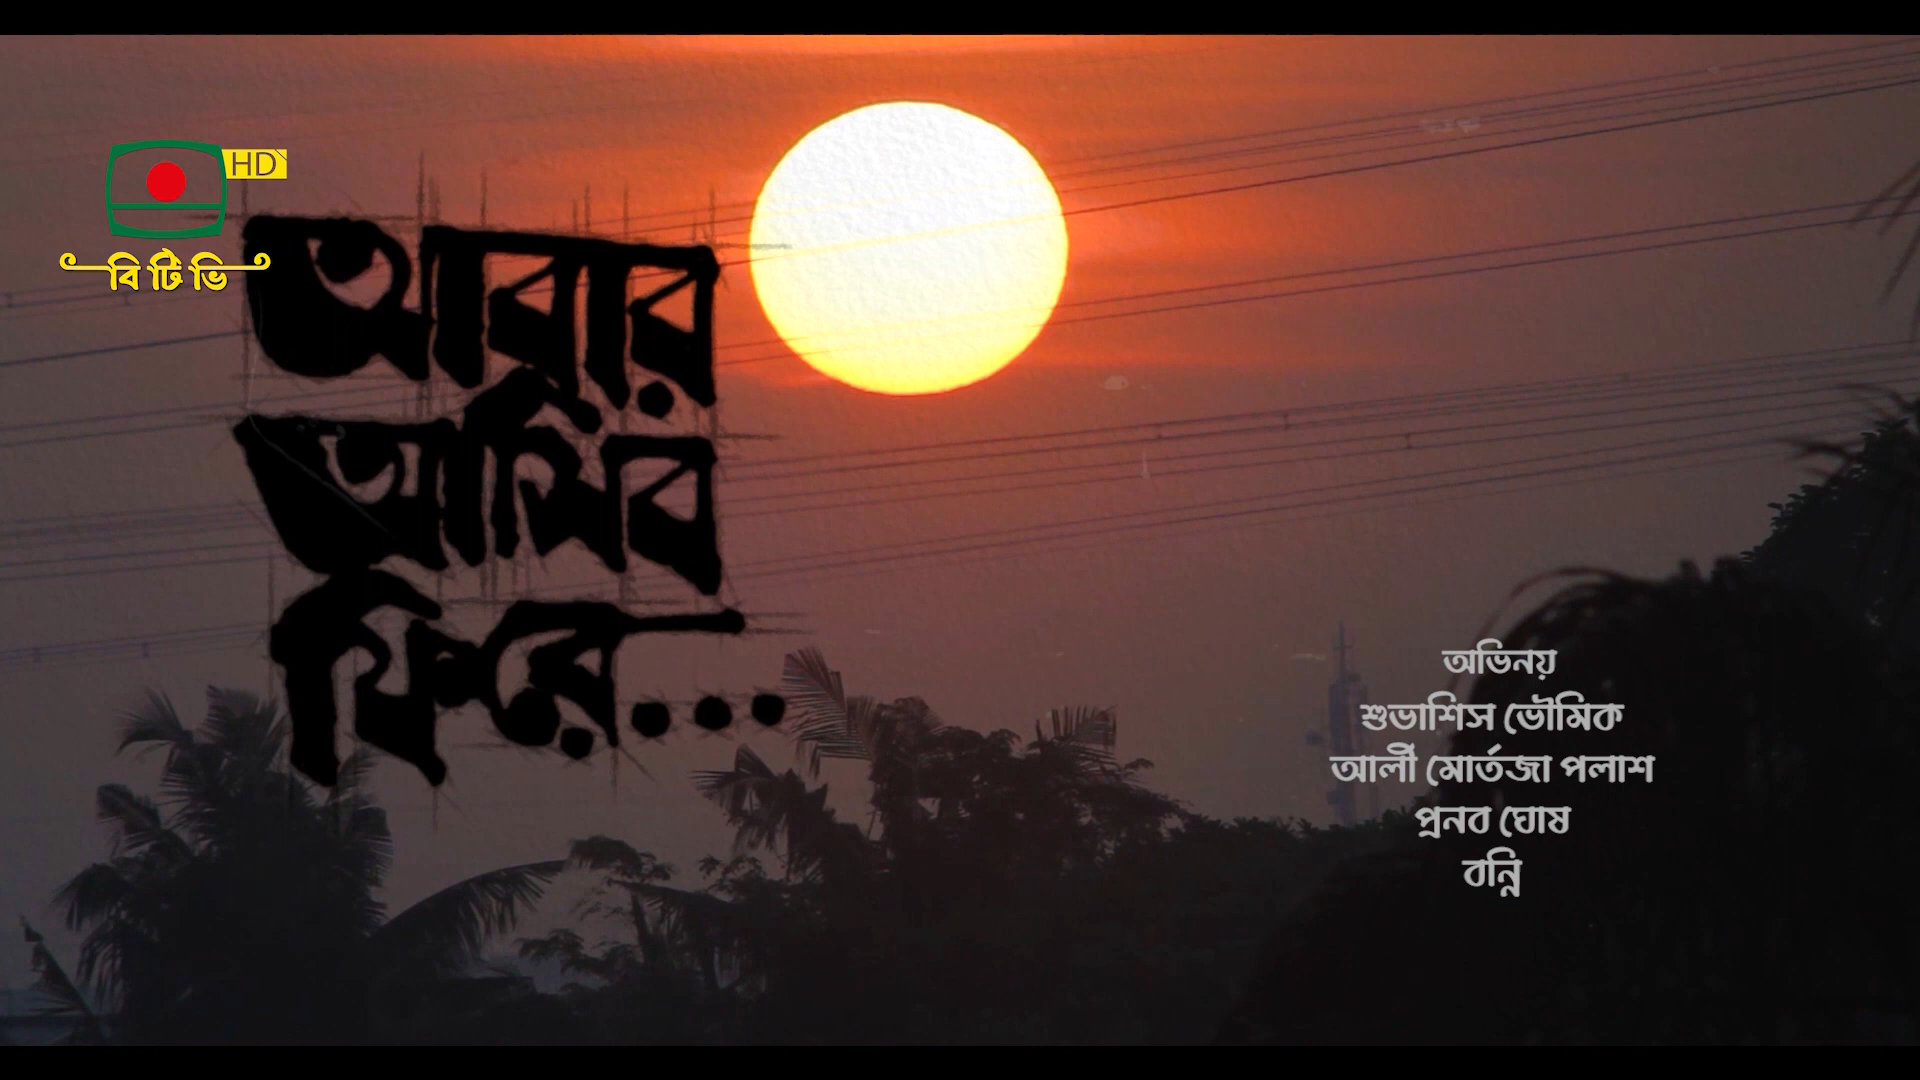 HD
বি টি ভি
আবার
আসিব
ফিরে...
অভিনয়
শুভাশিস ভৌমিক
আলী মোর্তজা পলাশ
প্রনব ঘোষ
বন্নি